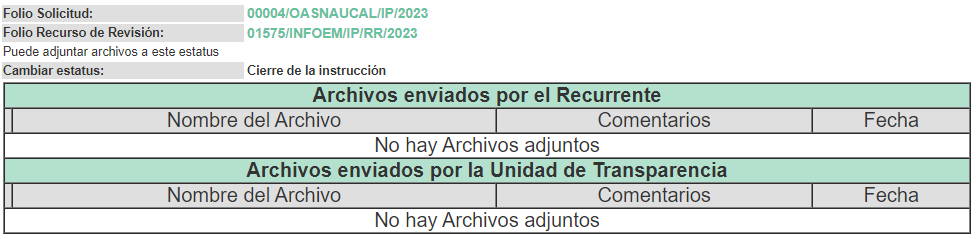 Folio Solicitud: 00004/OASNAUCAL/IP/2023
Folio Recurso de Revisión: 01575/INFOEM/IP/RR/2023
Puede adjuntar archivos a este estatus
Cambiar estatus: Cierre de la instrucción
Archivos enviados por el Recurrente
Nombre del Archivo Comentarios Fecha
No hay Archivos adjuntos
Archivos enviados por la Unidad de Transparencia
Nombre del Archivo Comentarios Fecha
No hay Archivos adjuntos